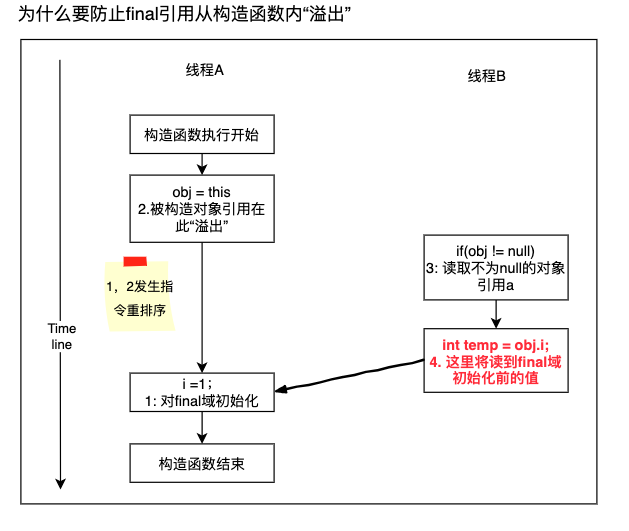 为什么要防止final引用从构造函数内“溢出”
线程A
线程B
构造函数执行开始
obj = this
2.被构造对象引用在
此“溢出”
if(obj != null)
3: 读取不为null的对象
引用a
1，2发生指
令重排序
Time
line
int temp = obj.i;
4. 这里将读到final域
初始化前的值
i =1;
1: 对final域初始化
构造函数结束